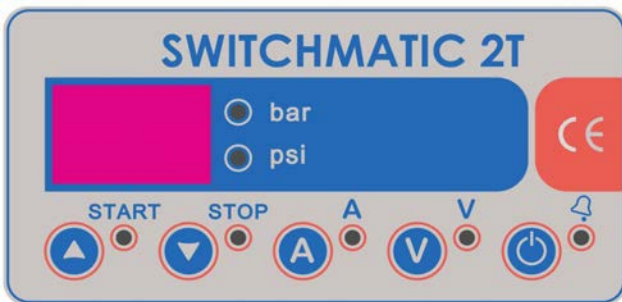 SWITCHMATIC 2T
bar
psi
CE
START STOP A V
A V